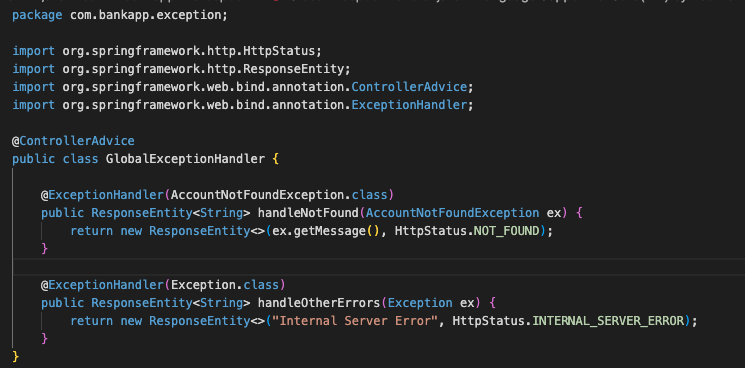 package com.bankapp.exception;
import org.springframework.http.HttpStatus;
import org.springframework.http.ResponseEntity;
import org.springframework.web.bind.annotation.ControllerAdvice;
import org.springframework.web.bind.annotation.ExceptionHandler;
@ControllerAdvice
public class GlobalExceptionHandler {
@ExceptionHandler(AccountNotFoundException.class)
public ResponseEntity<String> handleNotFound(AccountNotFoundException ex) {
return new ResponseEntity<>(ex.getMessage(), HttpStatus.NOT_FOUND);
}
@ExceptionHandler(Exception.class)
public ResponseEntity<String> handleOtherErrors(Exception ex) {
return new ResponseEntity<>("Internal Server Error", HttpStatus.INTERNAL_SERVER_ERROR);
}
}